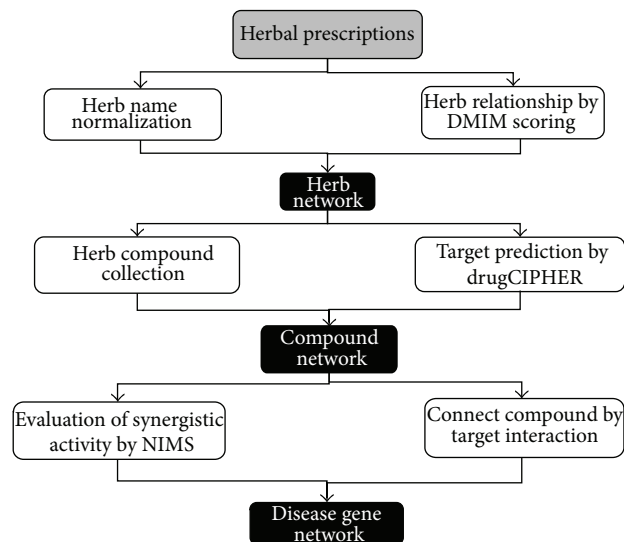 Herbal prescriptions
Herb name
normalization
Herb relationship by
DMIM scoring
Herb
network
Herb compound
collection
Target prediction by
drugCIPHER
Compound
network
Evaluation of synergistic
activity by NIMS
Connect compound by
target interaction
Disease gene network